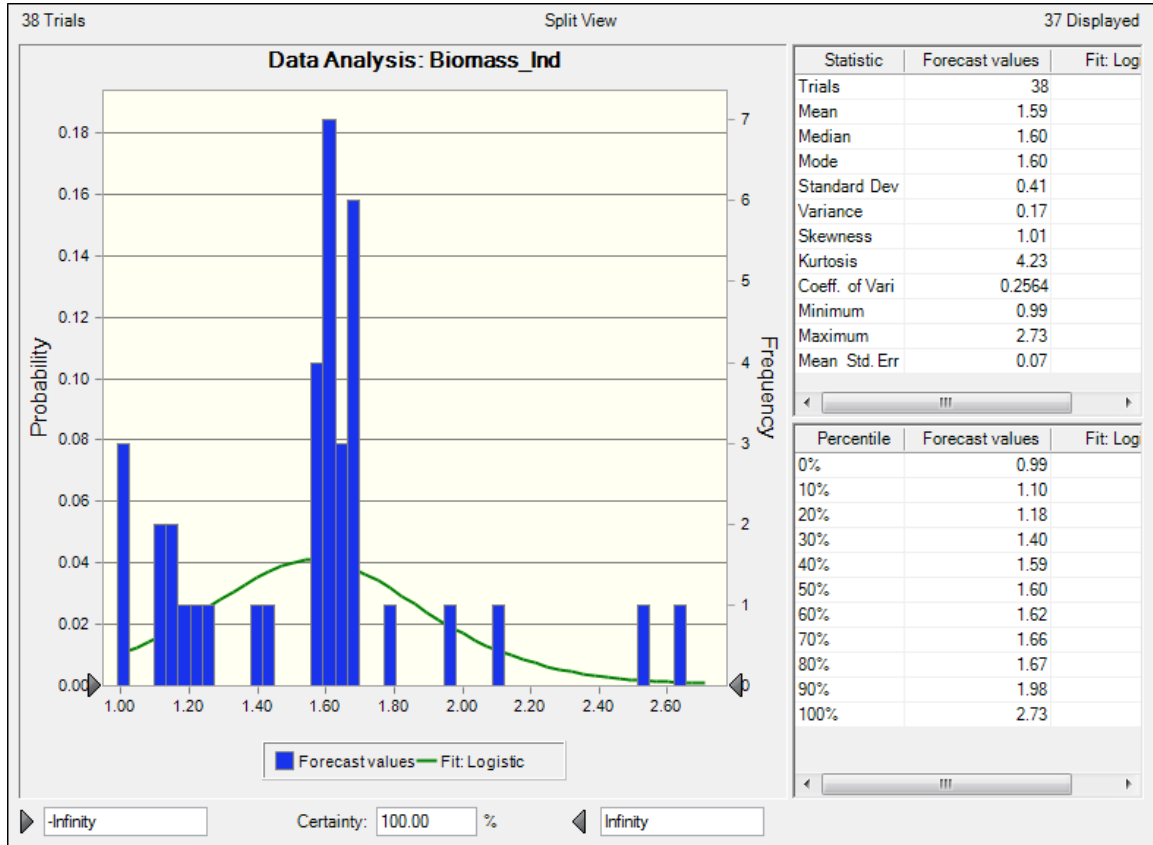 38 Trials Split View 37 Displayed
Data Analysis: Biomass_Ind
Probability
0.18
0.16
0.14
0.12
0.10
0.08
0.06
0.04
0.02
0.00
7
6
5
4
3
2
1
0
Frequency
1.00 1.20 1.40 1.60 1.80 2.00 2.20 2.40 2.60
Forecast values Fit: Logistic
Statistic Forecast values Fit: Logi
Trials 38
Mean 1.59
Median 1.60
Mode 1.60
Standard Dev 0.41
Variance 0.17
Skewness 1.01
Kurtosis 4.23
Coeff. of Vari 0.2564
Minimum 0.99
Maximum 2.73
Mean Std. Err 0.07
Percentile Forecast values Fit: Logi
0% 0.99
10% 1.10
20% 1.18
30% 1.40
40% 1.59
50% 1.60
60% 1.62
70% 1.66
80% 1.67
90% 1.98
100% 2.73
-Infinity Certainty: 100.00 % Infinity